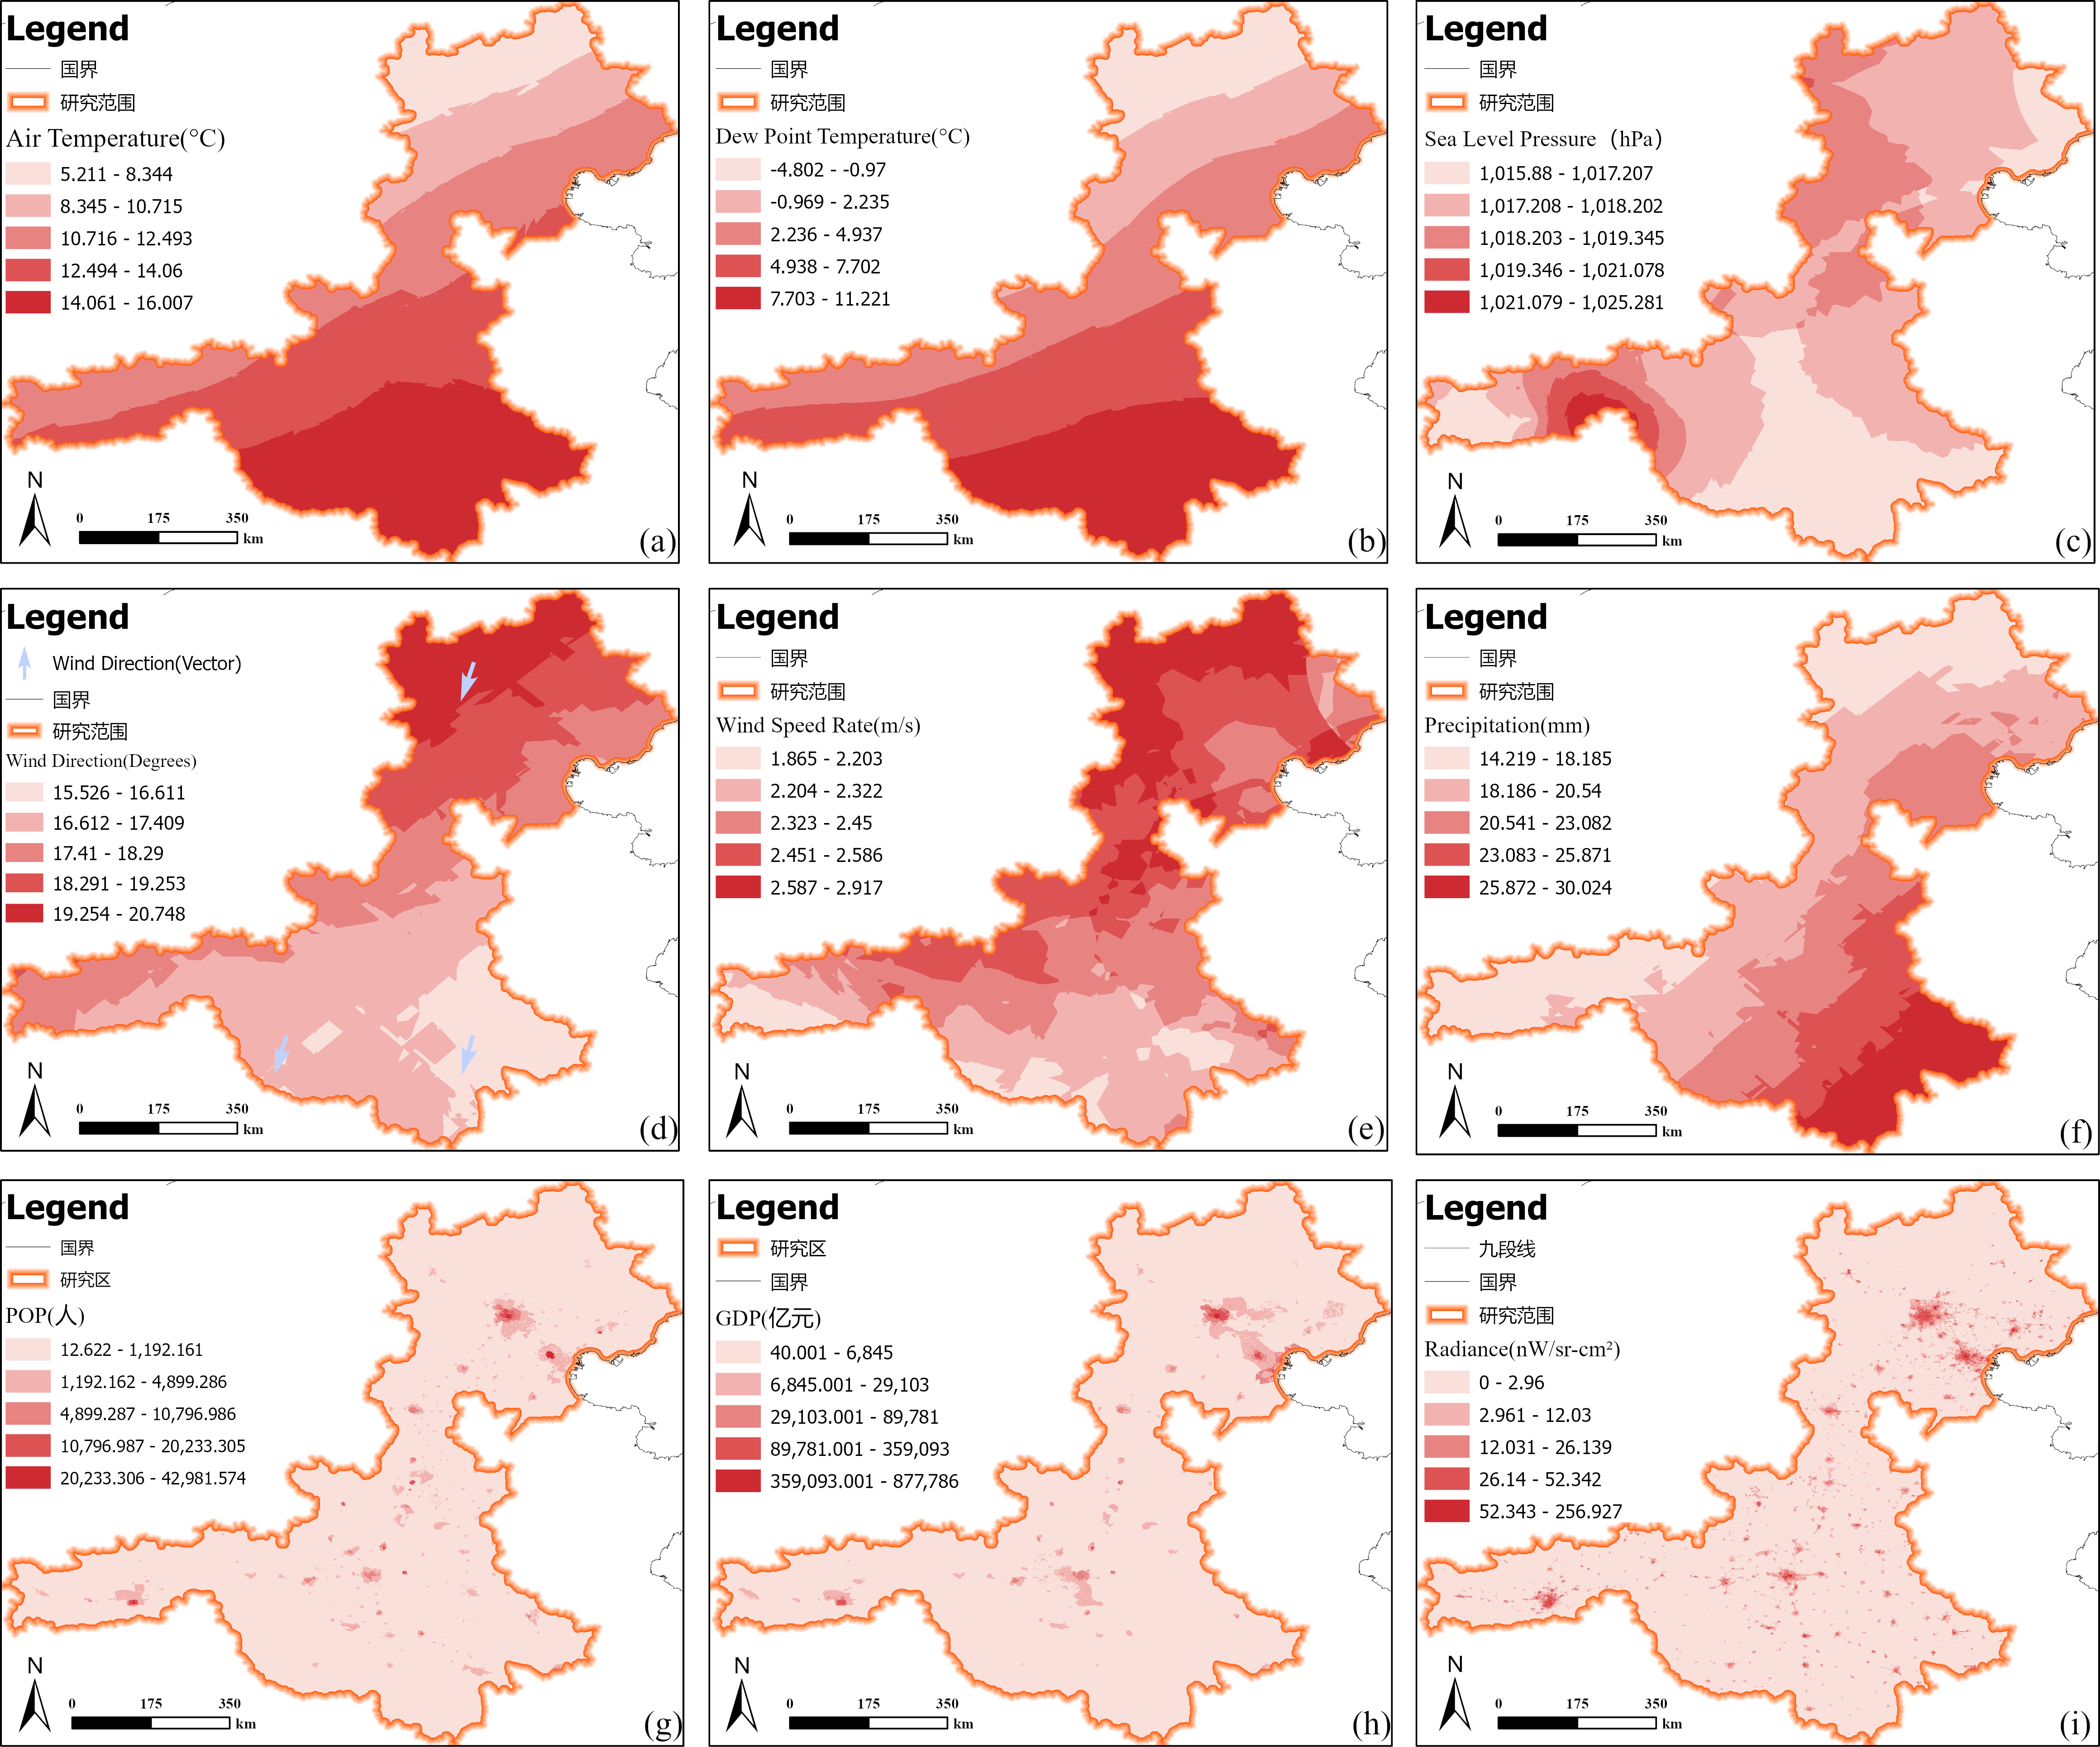 Legend
国界
研究范围
Air Temperature(°C)
5.211 - 8.344
8.345 - 10.715
10.716 - 12.493
12.494 - 14.06
14.061 - 16.007
N
0 175 350
km
(a)
Legend
国界
研究范围
Dew Point Temperature(°C)
-4.802 - -0.97
-0.969 - 2.235
2.236 - 4.937
4.938 - 7.702
7.703 - 11.221
N
0 175 350
km
(b)
Legend
国界
研究范围
Sea Level Pressure（hPa）
1,015.88 - 1,017.207
1,017.208 - 1,018.202
1,018.203 - 1,019.345
1,019.346 - 1,021.078
1,021.079 - 1,025.281
N
0 175 350
km
(c)
Legend
Wind Direction(Vector)
国界
研究范围
Wind Direction(Degrees)
15.526 - 16.611
16.612 - 17.409
17.41 - 18.29
18.291 - 19.253
19.254 - 20.748
N
0 175 350
km
(d)
Legend
国界
研究范围
Wind Speed Rate(m/s)
1.865 - 2.203
2.204 - 2.322
2.323 - 2.45
2.451 - 2.586
2.587 - 2.917
N
0 175 350
km
(e)
Legend
国界
研究范围
Precipitation(mm)
14.219 - 18.185
18.186 - 20.54
20.541 - 23.082
23.083 - 25.871
25.872 - 30.024
N
0 175 350
km
(f)
Legend
国界
研究区
POP(人)
12.622 - 1,192.161
1,192.162 - 4,899.286
4,899.287 - 10,796.986
10,796.987 - 20,233.305
20,233.306 - 42,981.574
N
0 175 350
km
(g)
Legend
研究区
国界
GDP(亿元)
40.001 - 6,845
6,845.001 - 29,103
29,103.001 - 89,781
89,781.001 - 359,093
359,093.001 - 877,786
N
0 175 350
km
(h)
Legend
九段线
国界
研究范围
Radiance(nW/sr-cm²)
0 - 2.96
2.961 - 12.03
12.031 - 26.139
26.14 - 52.342
52.343 - 256.927
N
0 175 350
km
(i)